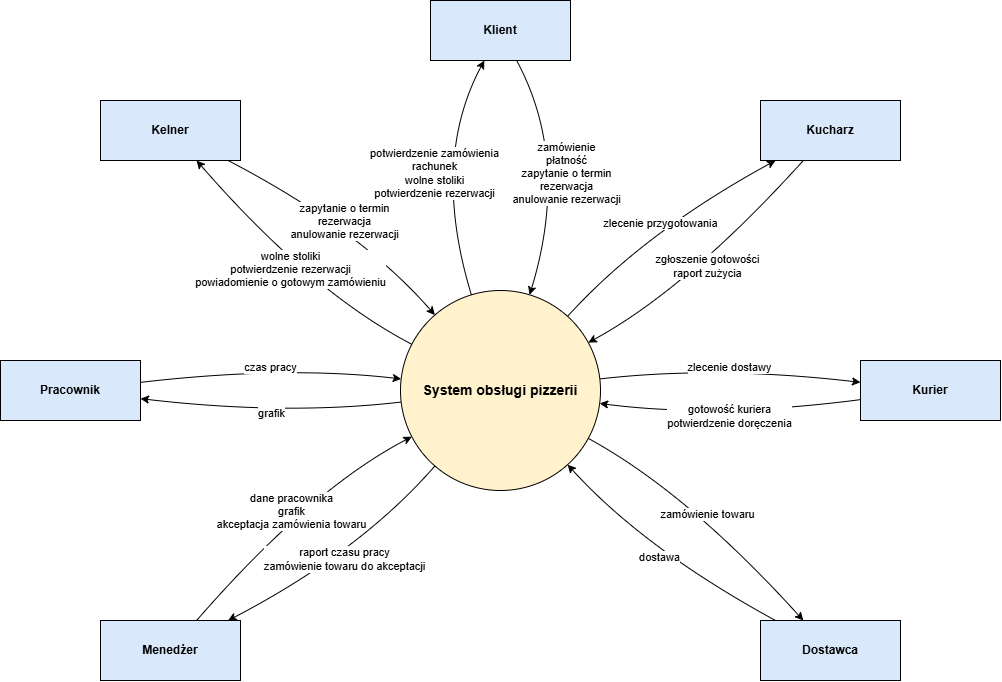 Klient
Kelner
Kucharz
potwierdzenie zamówienia
rachunek
wolne stoliki
potwierdzenie rezerwacji
zamówienie
płatność
zapytanie o termin
rezerwacja
anulowanie rezerwacji
zapytanie o termin
rezerwacja
anulowanie rezerwacji
zlecenie przygotowania
wolne stoliki
potwierdzenie rezerwacji
powiadomienie o gotowym zamówieniu
zgłoszenie gotowości
raport zużycia
czas pracy
zlecenie dostawy
Pracownik
System obsługi pizzerii
Kurier
grafik
gotowość kuriera
potwierdzenie doręczenia
dane pracownika
grafik
akceptacja zamówienia towaru
zamówienie towaru
raport czasu pracy
zamówienie towaru do akceptacji
dostawa
Menedżer
Dostawca